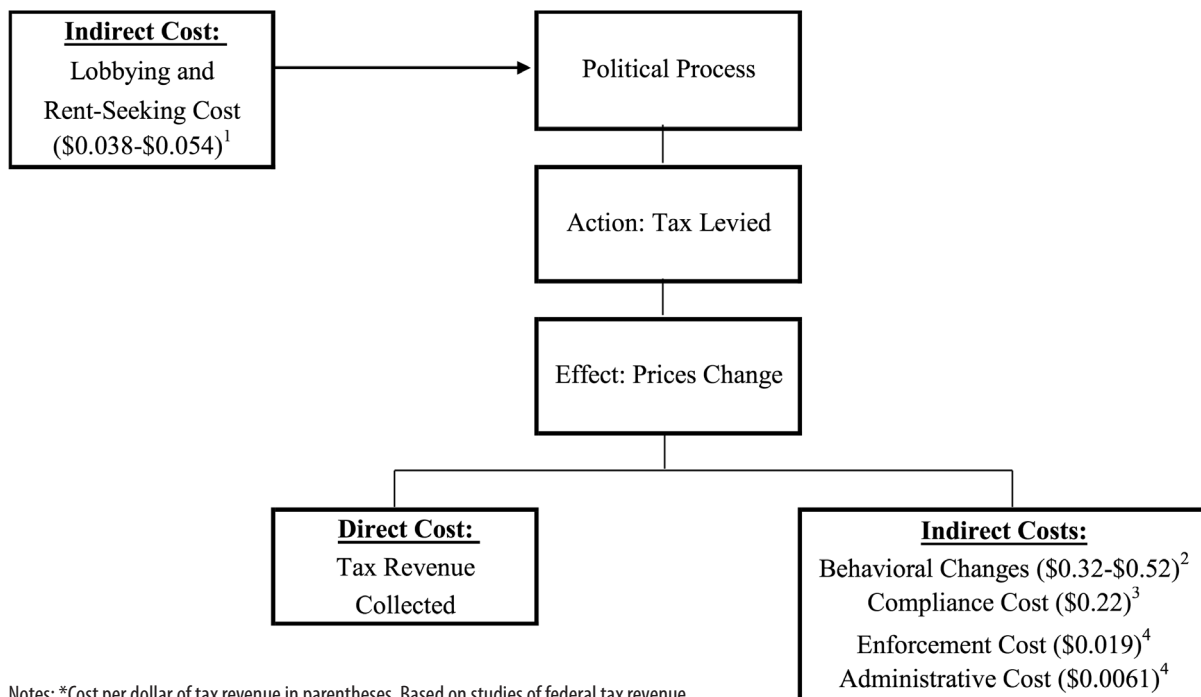 Indirect Cost:
Lobbying and
Rent-Seeking Cost
($0.038-$0.054)¹
Political Process
Action: Tax Levied
Effect: Prices Change
Direct Cost:
Tax Revenue
Collected
Indirect Costs:
Behavioral Changes ($0.32-$0.52)²
Compliance Cost ($0.22)³
Enforcement Cost ($0.019)⁴
Administrative Cost ($0.0061)⁴
Notes: *Cost per dollar of tax revenue in parentheses. Based on studies of federal tax revenue